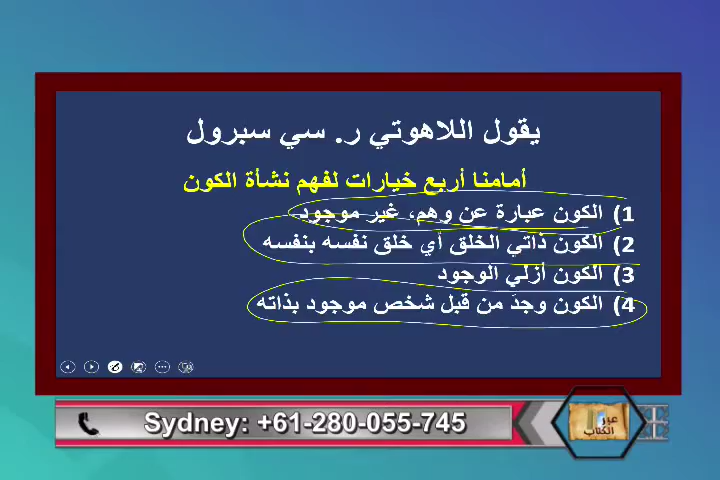 يقول اللاهوتي ر. سي سبرول
أمامنا أربع خيارات لفهم نشأة الكون
1) الكون عبارة عن وهم، غير موجود
2) الكون ذاتي الخلق أي خلق نفسه بنفسه
3) الكون أزلي الوجود
4) الكون وجدَ من قبل شخص موجود بذاته
Sydney: +61-280-055-745
عبر
الكتاب